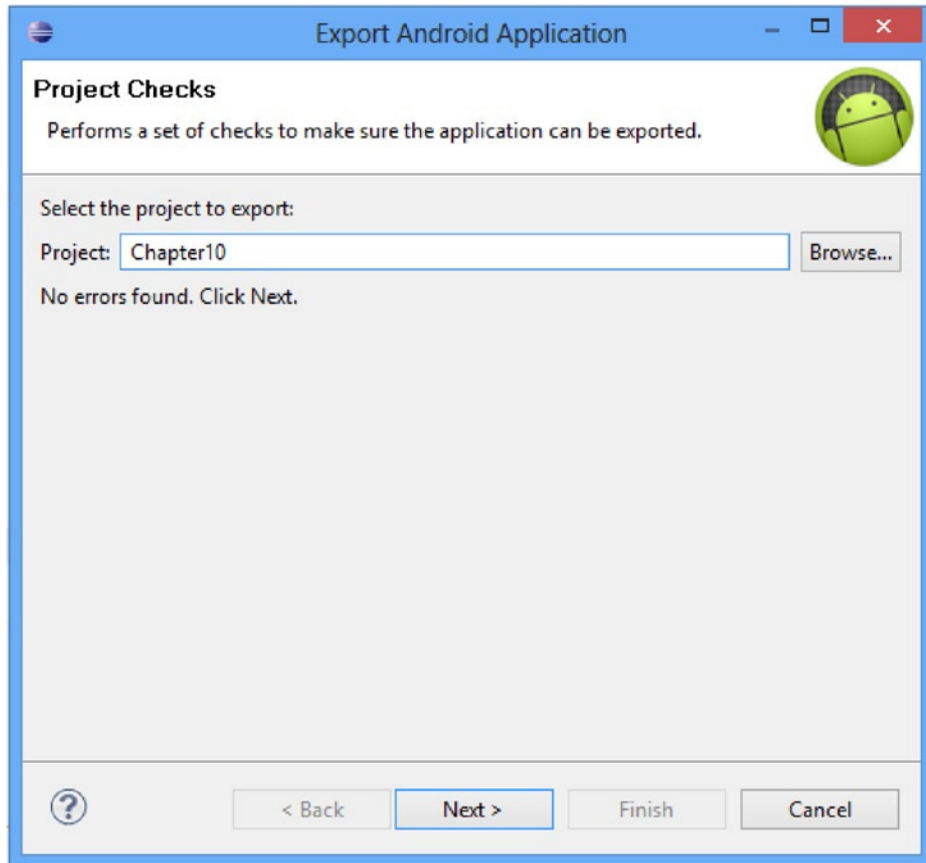 Export Android Application
Project Checks
Performs a set of checks to make sure the application can be exported.
Select the project to export:
Project: Chapter10 Browse...
No errors found. Click Next.
? < Back Next > Finish Cancel